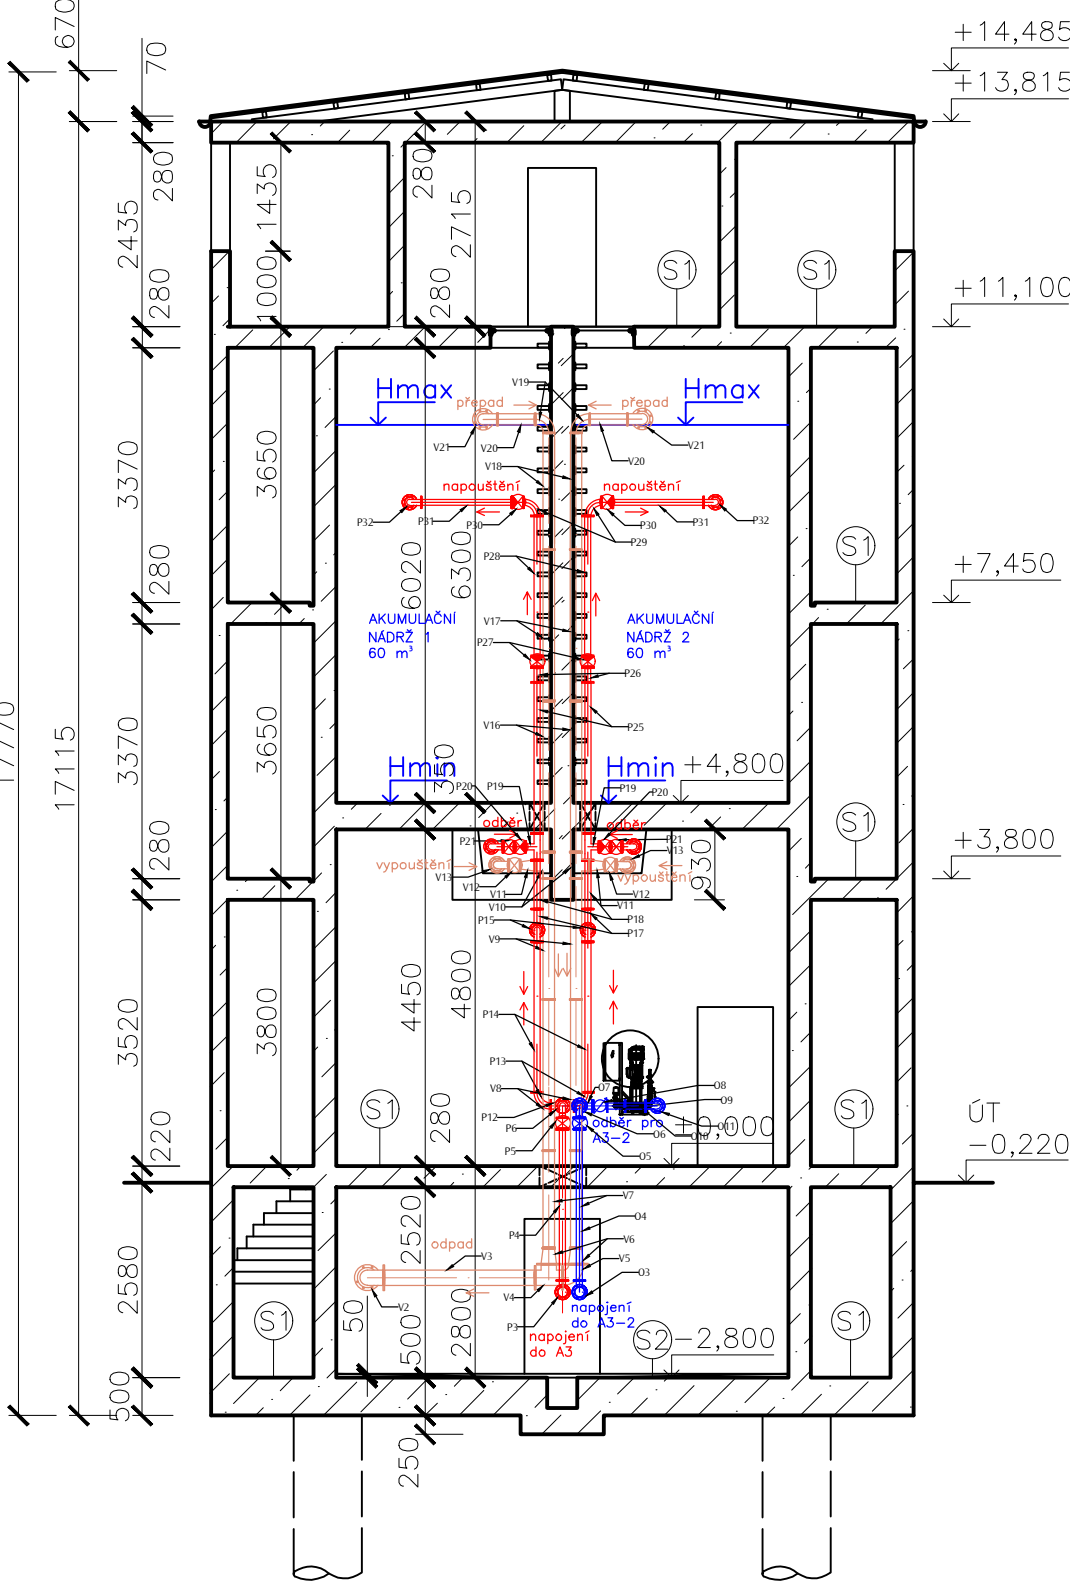 670
70
+14,485
+13,815
280
1435
280
2715
2435
1000
280
280
S1
S1
+11,100
Hmax
Hmax
V19
přepad
přepad
V21
V20
V20
V21
V18
3370
3650
napouštění
napouštění
P32
P31
P30
P30
P31
P32
P29
S1
280
6020
6300
P28
+7,450
AKUMULAČNÍ
NÁDRŽ 1
60 m³
AKUMULAČNÍ
NÁDRŽ 2
60 m³
V17
P27
P26
17770
17115
3370
3650
V16
P25
350
Hmin
Hmin
+4,800
P20
P19
P19
P20
S1
odběr
odběr
280
P21
P21
+3,800
vypouštění
V13
V13
vypouštění
930
V12
V12
V11
V11
V10
P15
P18
P17
V9
3520
3800
4450
4800
P14
P13
V8
O7
O8
O9
S1
S1
P12
P6
odběr pro
A3-2
O6
O10
O11
±0,000
ÚT
-0,220
220
280
P5
O5
V7
P4
O4
2580
2520
odpad
V3
V6
V5
O3
V2
V4
S1
50
500
2800
P3
napojení
do A3-2
napojení
do A3
S2
-2,800
S1
500
250